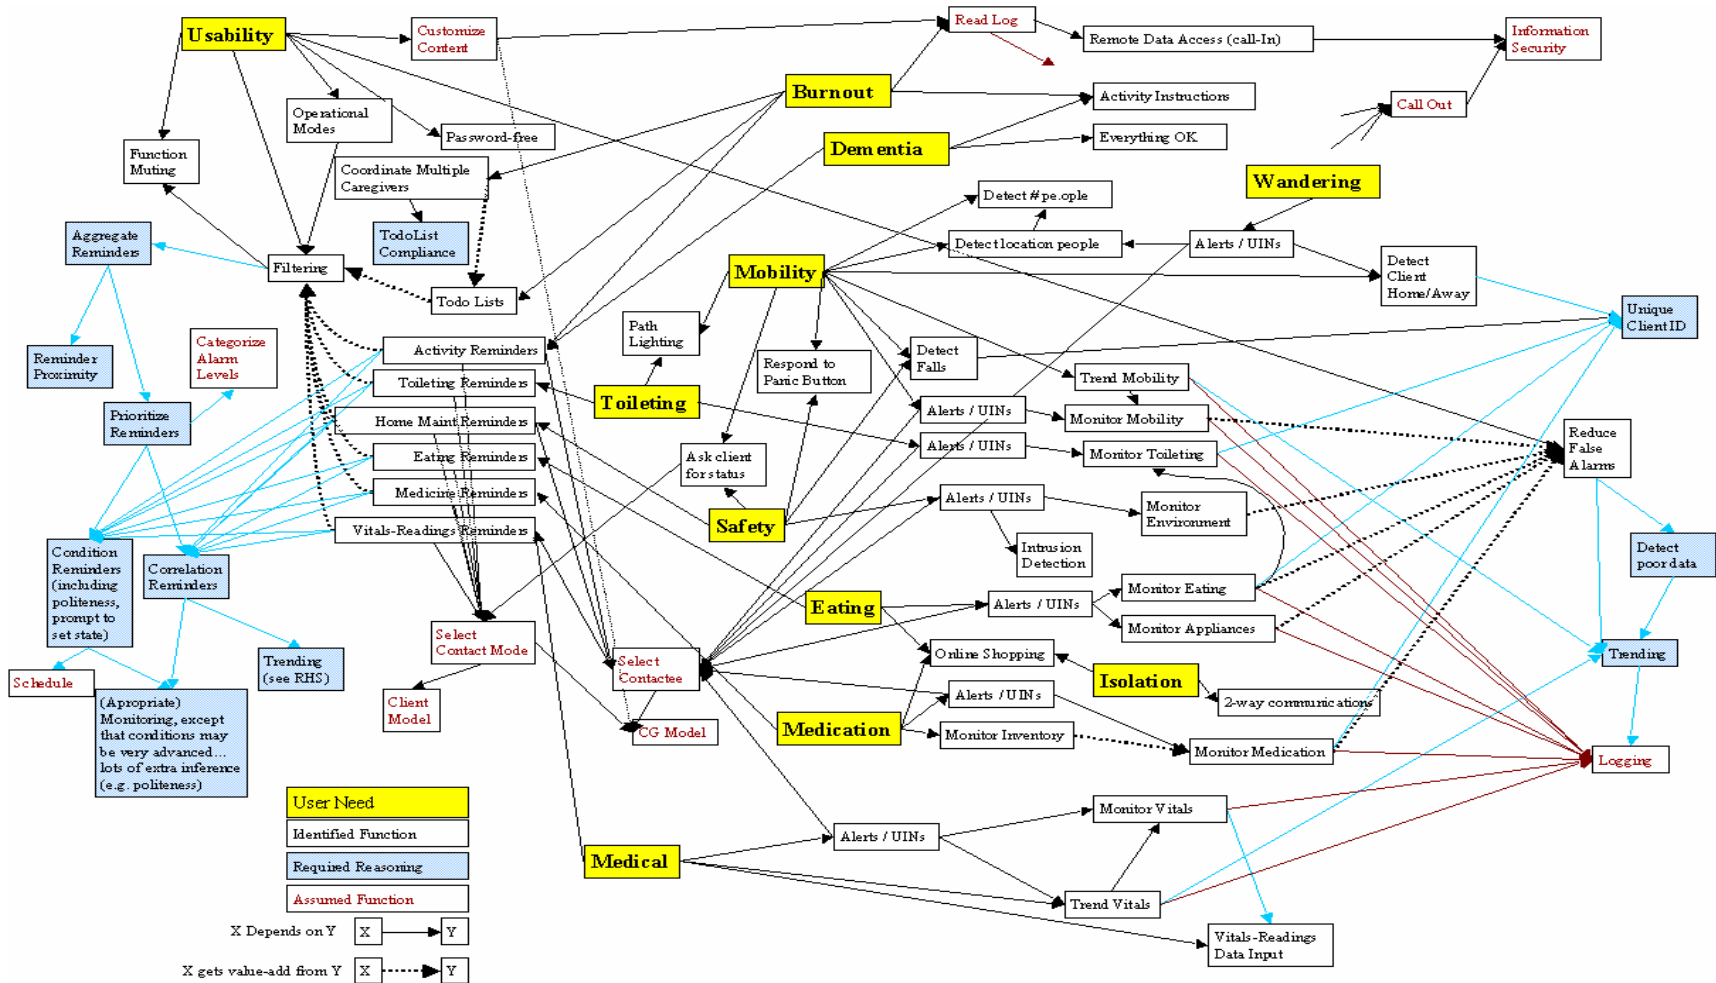 Usability
Customize
Content
Read Log
Remote Data Access (call-In)
Information
Security
Burnout
Activity Instructions
Call Out
Operational
Modes
Password-free
Everything OK
Dementia
Function
Muting
Coordinate Multiple
Caregivers
Wandering
Detect #pe.ople
Aggregate
Reminders
TodoList
Compliance
Detect location people
Alerts / UINs
Filtering
Mobility
Detect
Client
Home/Away
Todo Lists
Unique
Client ID
Path
Lighting
Reminder
Proximity
Categorize
Alarm
Levels
Activity Reminders
Respond to
Panic Button
Detect
Falls
Toileting Reminders
Trend Mobility
Toileting
Prioritize
Reminders
Home Maint Reminders
Alerts / UINs
Monitor Mobility
Reduce
False
Alarms
Eating Reminders
Ask client
for status
Alerts / UINs
Monitor Toileting
Medicine Reminders
Alerts / UINs
Monitor
Environment
Safety
Vitals-Readings Reminders
Condition
Reminders
(including
politeness,
prompt to
set state)
Correlation
Reminders
Intrusion
Detection
Detect
poor data
Eating
Alerts / UINs
Monitor Eating
Monitor Appliances
Select
Contact Mode
Select
Contactee
Online Shopping
Trending
(see RHS)
Trending
Schedule
Isolation
Client
Model
Alerts / UINs
2-way communications
(Apropriate)
Monitoring, except
that conditions may
be very advanced...
lots of extra inference
(e.g. politeness)
CG Model
Medication
Monitor Inventory
Monitor Medication
Logging
User Need
Identified Function
Required Reasoning
Assumed Function
X Depends on Y
X
Y
X gets value-add from Y
X
Y
Monitor Vitals
Alerts / UINs
Medical
Trend Vitals
Vitals-Readings
Data Input